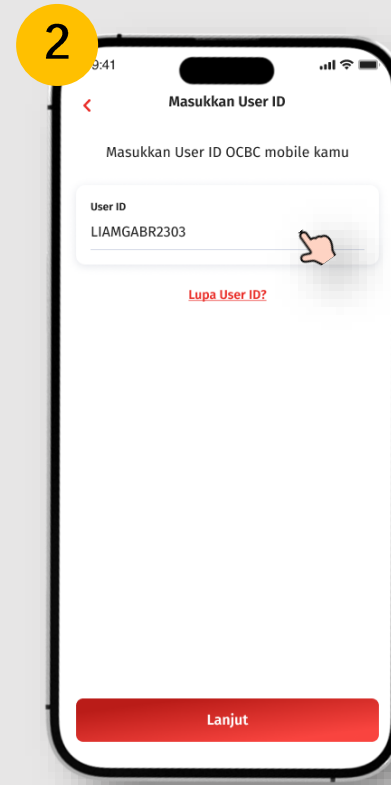 2
9:41
Masukkan User ID
Masukkan User ID OCBC mobile kamu
User ID
LIAMGABR2303
Lupa User ID?
Lanjut